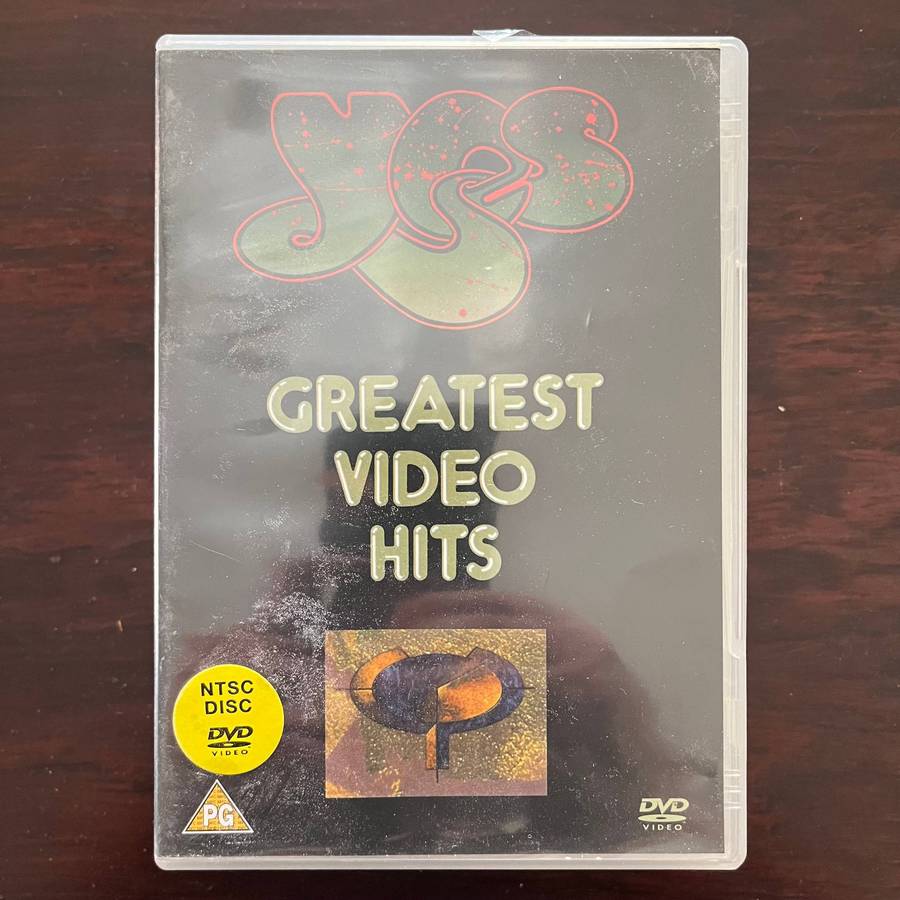 Yes
GREATEST
VIDEO
HITS
NTSC
DISC
DVD
VIDEO
PG
DVD
VIDEO